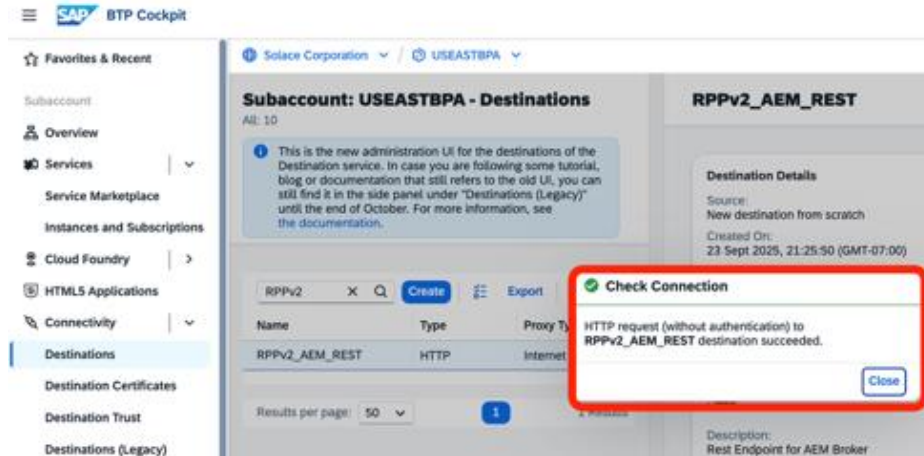 SAP BTP Cockpit
Favorites & Recent
Subaccount
Overview
Services
Service Marketplace
Instances and Subscriptions
Cloud Foundry
HTML5 Applications
Connectivity
Destinations
Destination Certificates
Destination Trust
Destinations (Legacy)
Solace Corporation / USEASTBPA
Subaccount: USEASTBPA - Destinations
All: 10
This is the new administration UI for the destinations of the
Destination service. In case you are following some tutorial,
blog or documentation that still refers to the old UI, you can
still find it in the side panel under "Destinations (Legacy)"
until the end of October. For more information, see
the documentation.
RPPv2 Create Export
Name Type Proxy Ty
RPPv2_AEM_REST HTTP Internet
Results per page: 50 1
RPPv2_AEM_REST
Destination Details
Source:
New destination from scratch
Created On:
23 Sept 2025, 21:25:50 (GMT-07:00)
Check Connection
HTTP request (without authentication) to
RPPv2_AEM_REST destination succeeded.
Close
Description:
Rest Endpoint for AEM Broker